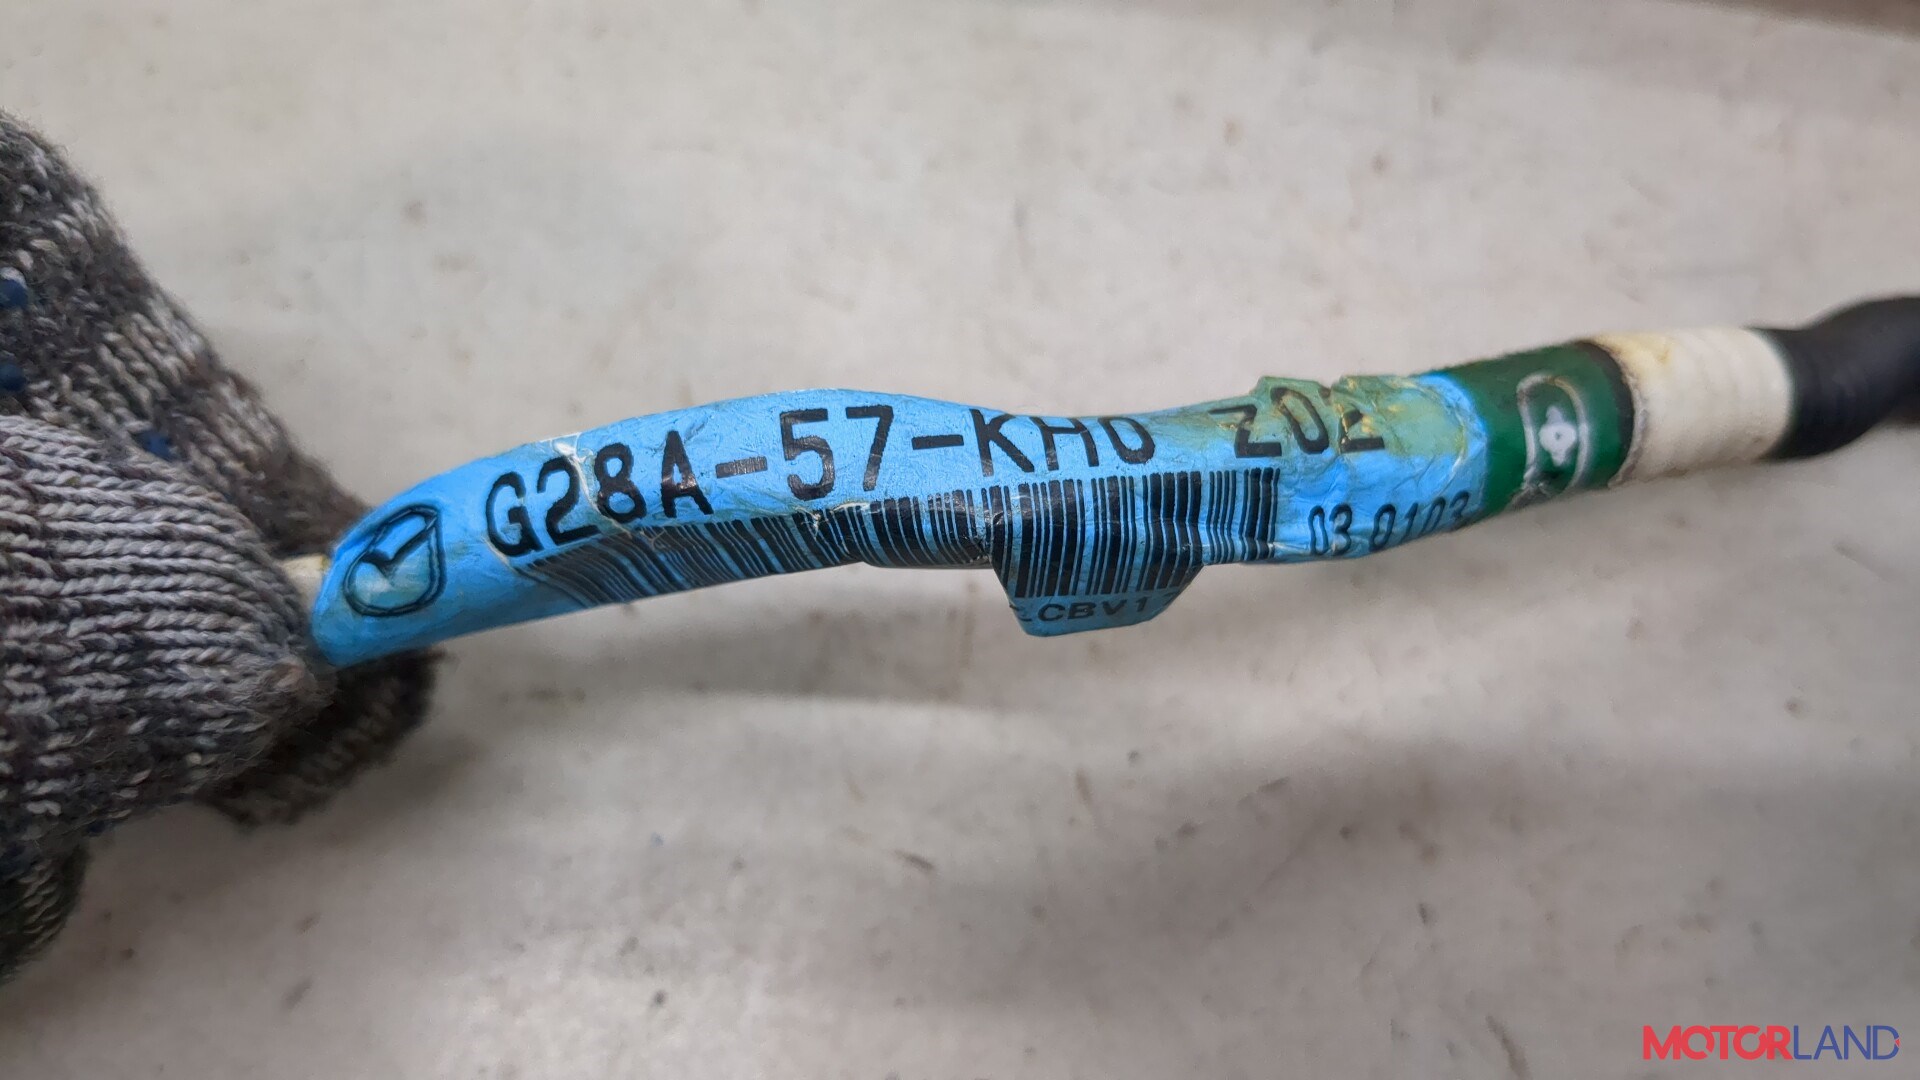 G28A-57-KH0 Z02
03 0103
CBV1
MOTORLAND